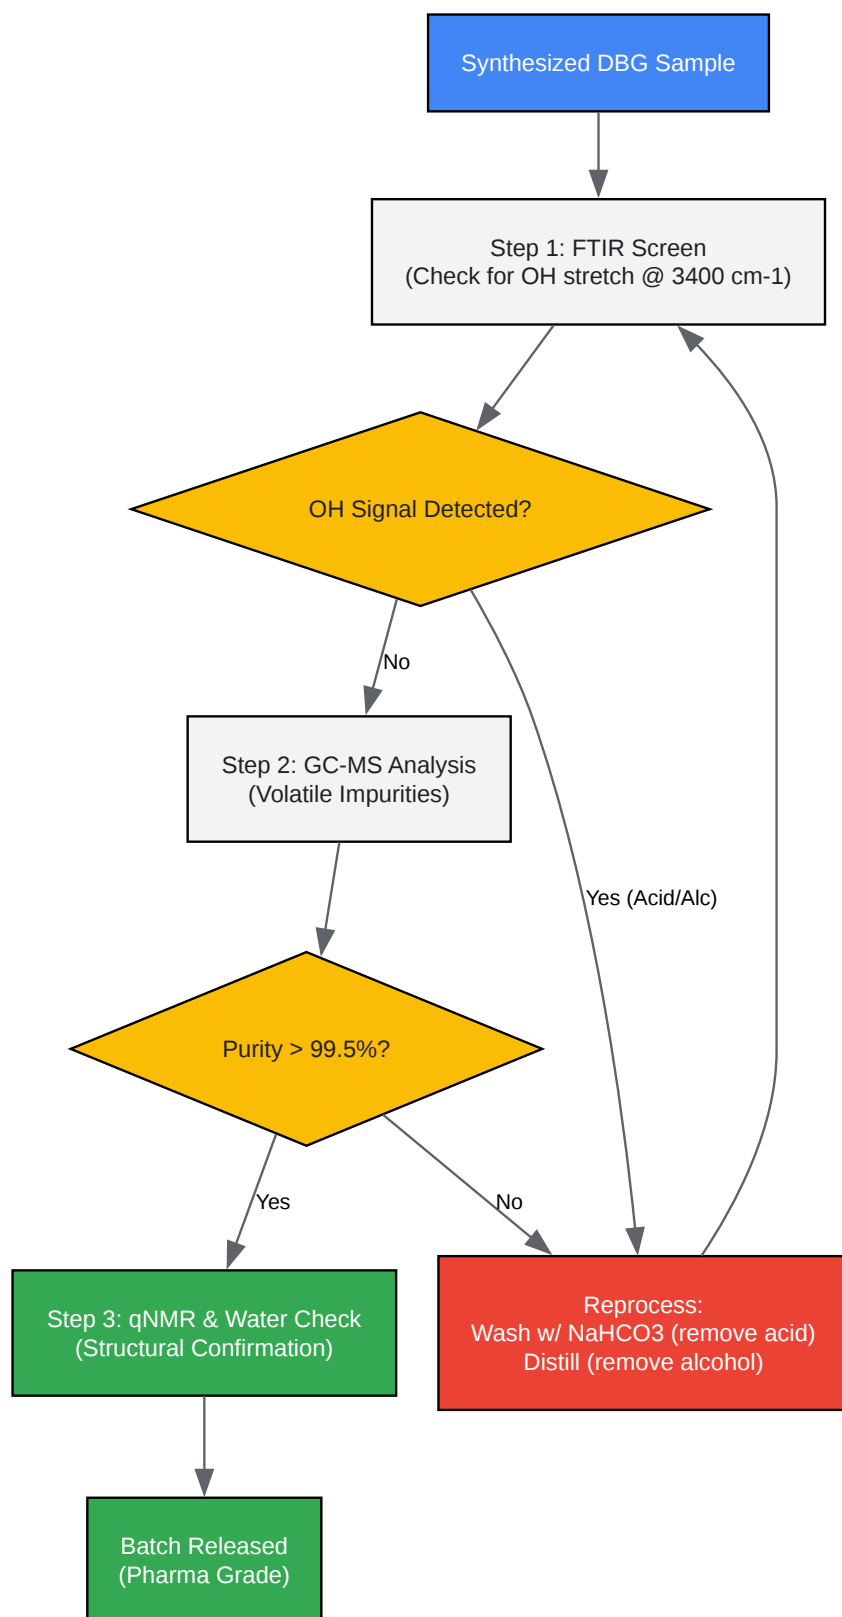 Synthesized DBG Sample
Step 1: FTIR Screen
(Check for OH stretch @ 3400 cm-1)
OH Signal Detected?
No
Step 2: GC-MS Analysis
(Volatile Impurities)
Yes (Acid/Alc)
Purity > 99.5%?
Yes
No
Step 3: qNMR & Water Check
(Structural Confirmation)
Reprocess:
Wash w/ NaHCO3 (remove acid)
Distill (remove alcohol)
Batch Released
(Pharma Grade)